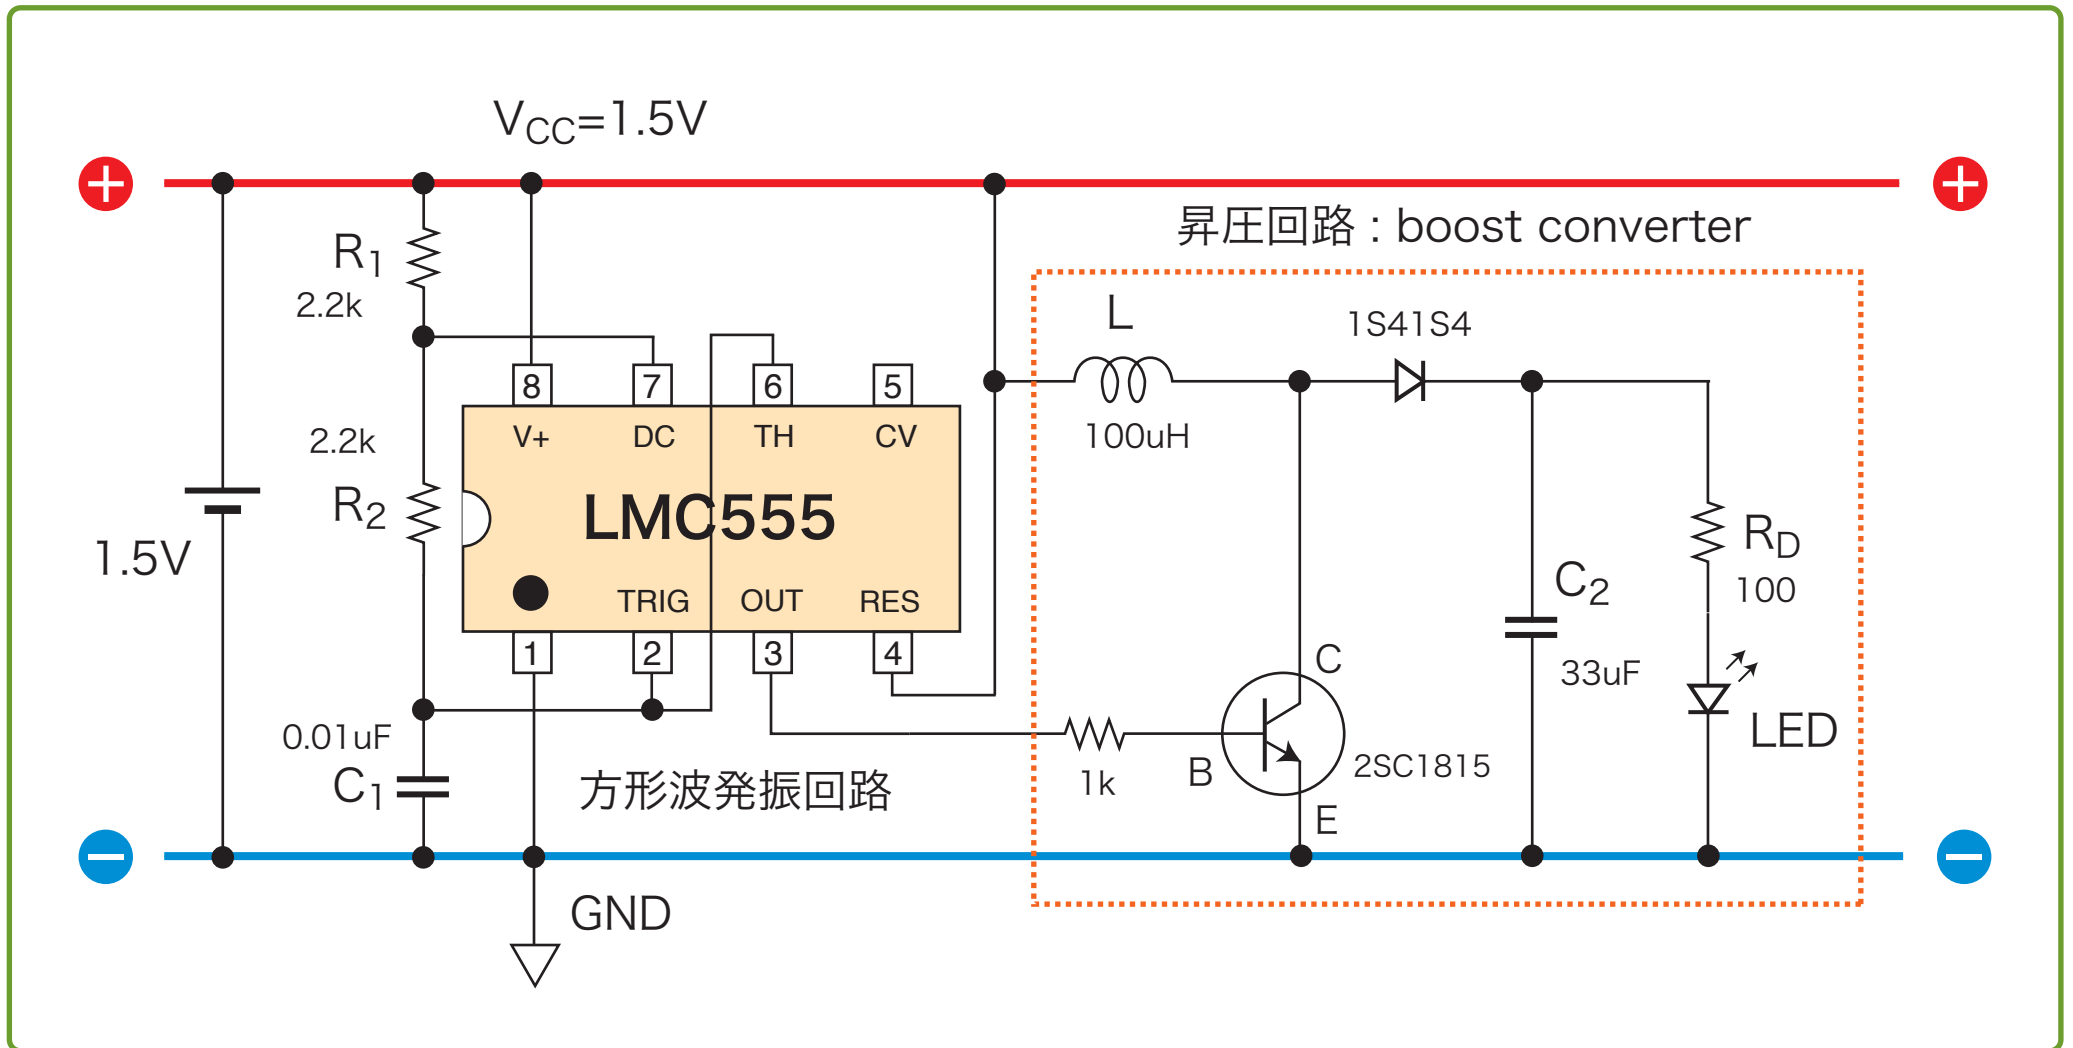 V_CC=1.5V
昇圧回路 : boost converter
R₁
2.2k
L
1S41S4
100uH
8
7
6
5
V+
DC
TH
CV
2.2k
R₂
LMC555
1.5V
R_D
100
C₂
33uF
TRIG
OUT
RES
1
2
3
4
C
B
E
2SC1815
1k
LED
0.01uF
C₁
方形波発振回路
GND